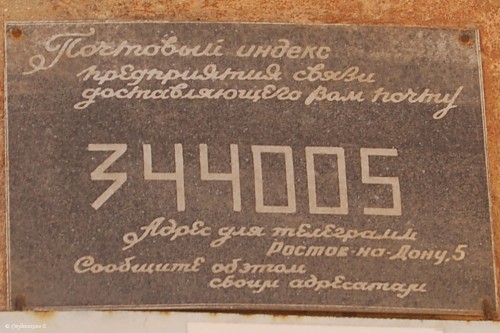 Почтовый индекс
предприятия связи
доставляющего Вам почту
344005
Адрес для телеграмм
Ростов-на-Дону, 5
Сообщите об этом
своим адресатам